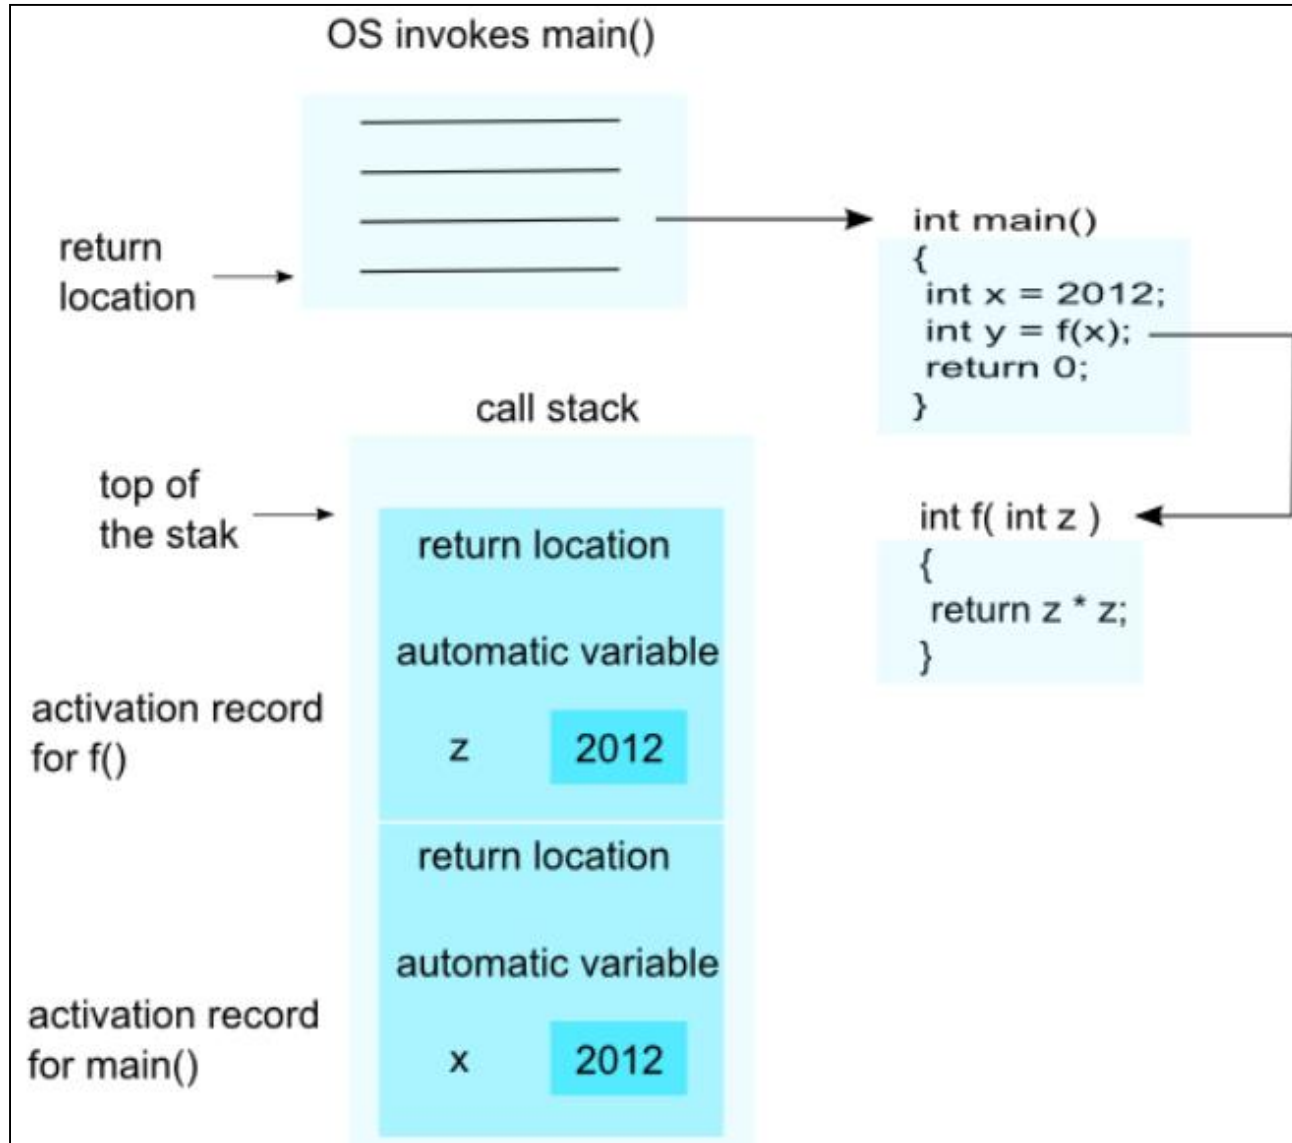 OS invokes main()
return
location
int main()
{
int x = 2012;
int y = f(x);
return 0;
}
call stack
top of
the stak
return location
automatic variable
z 2012
activation record
for f()
int f( int z )
{
return z * z;
}
return location
automatic variable
x 2012
activation record
for main()